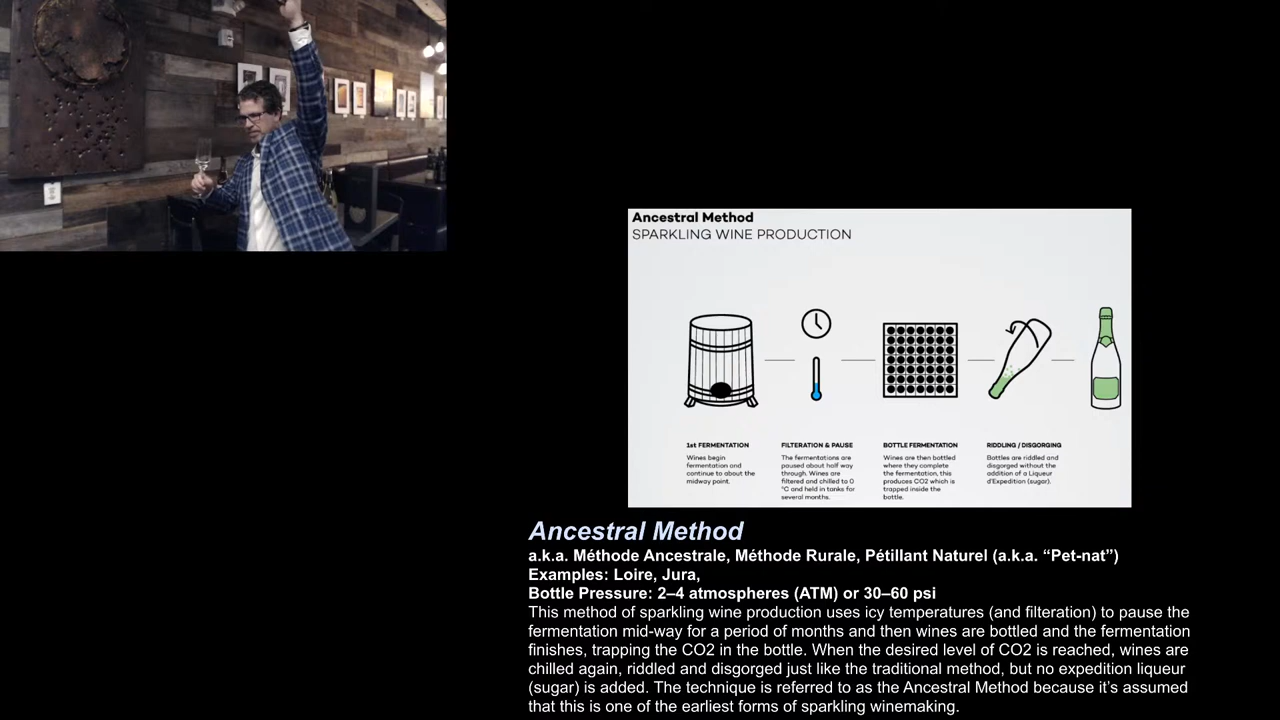 Ancestral Method
SPARKLING WINE PRODUCTION
1st FERMENTATION
Wines begin
fermentation and
continue to about the
midway point.
FILTERATION & PAUSE
The fermentations are
paused about half way
through. Wines are
filtered and chilled to 0
°C and held in tanks for
several months.
BOTTLE FERMENTATION
Wines are then bottled
where they complete
the fermentation, this
produces CO2 which is
trapped inside the
bottle.
RIDDLING / DISGORGING
Bottles are riddled and
disgorged without the
addition of a Liqueur
d'Expedition (sugar).
Ancestral Method
a.k.a. Méthode Ancestrale, Méthode Rurale, Pétillant Naturel (a.k.a. “Pet-nat”)
Examples: Loire, Jura,
Bottle Pressure: 2–4 atmospheres (ATM) or 30–60 psi
This method of sparkling wine production uses icy temperatures (and filteration) to pause the
fermentation mid-way for a period of months and then wines are bottled and the fermentation
finishes, trapping the CO2 in the bottle. When the desired level of CO2 is reached, wines are
chilled again, riddled and disgorged just like the traditional method, but no expedition liqueur
(sugar) is added. The technique is referred to as the Ancestral Method because it’s assumed
that this is one of the earliest forms of sparkling winemaking.